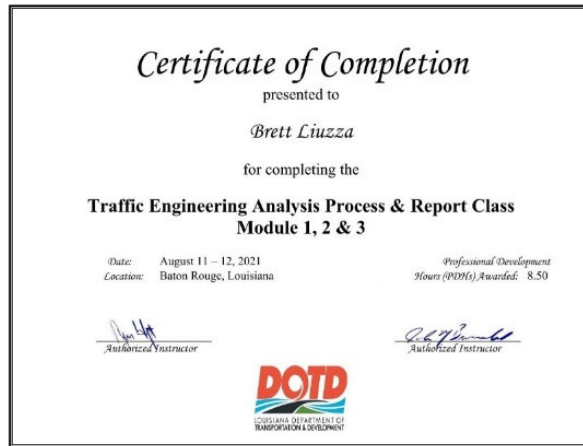 Certificate of Completion
presented to
Brett Liuzza
for completing the
Traffic Engineering Analysis Process & Report Class
Module 1, 2 & 3
Date: August 11 – 12, 2021
Location: Baton Rouge, Louisiana
Professional Development
Hours (PDHs) Awarded: 8.50
Authorized Instructor
Authorized Instructor
DOTD
LOUISIANA DEPARTMENT OF
TRANSPORTATION & DEVELOPMENT